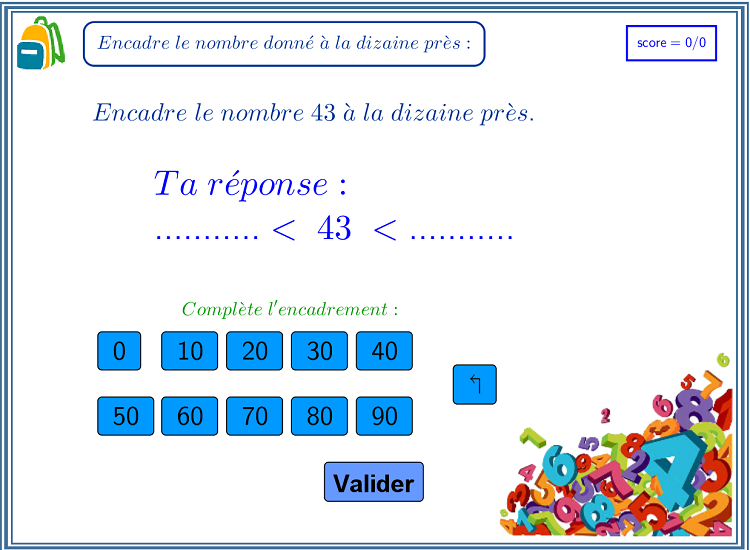 Encadre le nombre donné à la dizaine près :
score = 0/0
Encadre le nombre 43 à la dizaine près.
Ta réponse :
........... < 43 < ...........
Complète l'encadrement :
0 10 20 30 40
↰
50 60 70 80 90
Valider